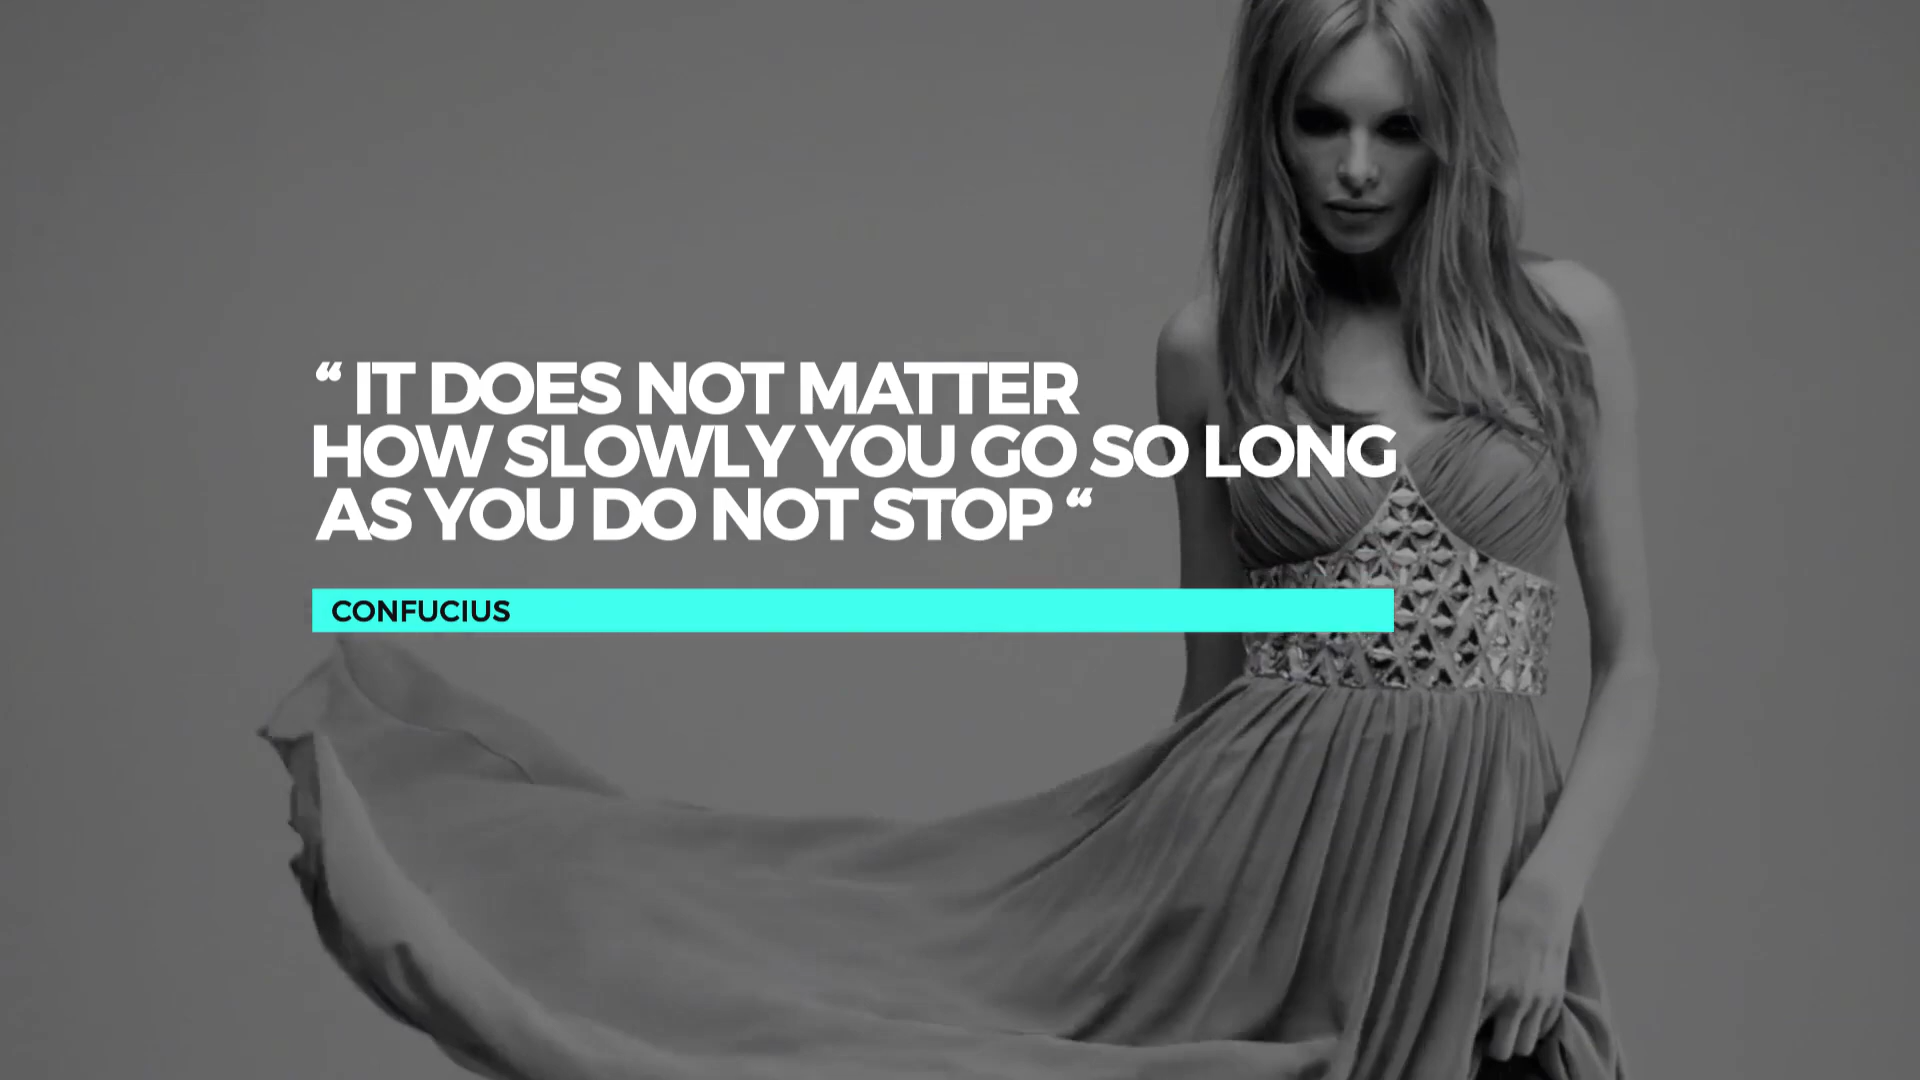 “ IT DOES NOT MATTER
HOW SLOWLY YOU GO SO LONG
AS YOU DO NOT STOP “
CONFUCIUS